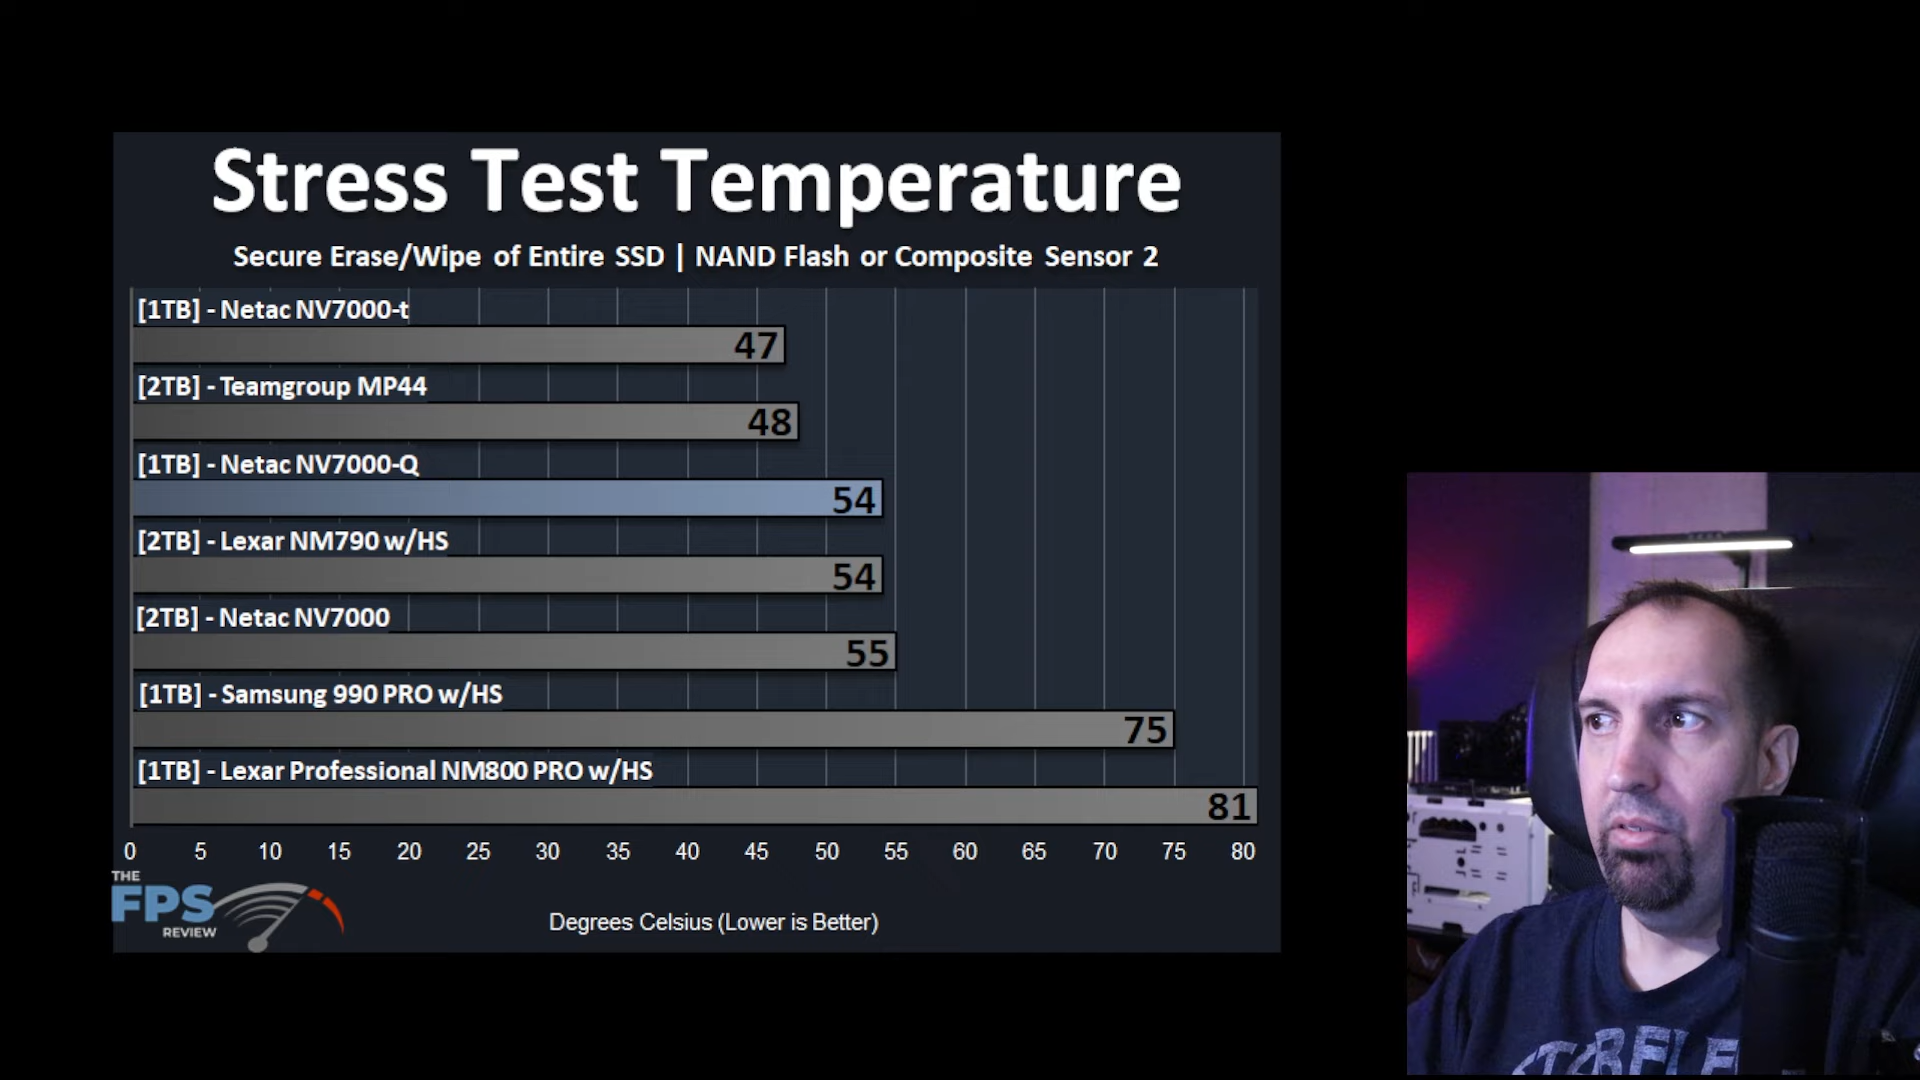 Stress Test Temperature
Secure Erase/Wipe of Entire SSD | NAND Flash or Composite Sensor 2
[1TB] - Netac NV7000-t
47
[2TB] - Teamgroup MP44
48
[1TB] - Netac NV7000-Q
54
[2TB] - Lexar NM790 w/HS
54
[2TB] - Netac NV7000
55
[1TB] - Samsung 990 PRO w/HS
75
[1TB] - Lexar Professional NM800 PRO w/HS
81
0 5 10 15 20 25 30 35 40 45 50 55 60 65 70 75 80
THE
FPS
REVIEW
Degrees Celsius (Lower is Better)